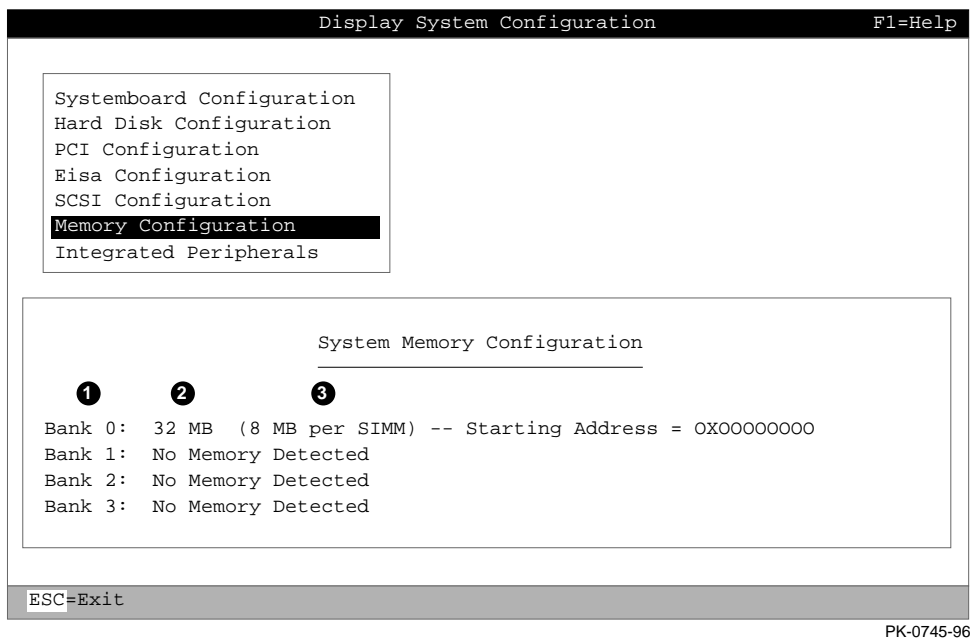 Display System Configuration F1=Help
Systemboard Configuration
Hard Disk Configuration
PCI Configuration
Eisa Configuration
SCSI Configuration
Memory Configuration
Integrated Peripherals
System Memory Configuration
1 2 3
Bank 0: 32 MB (8 MB per SIMM) -- Starting Address = OXOOOOOOOO
Bank 1: No Memory Detected
Bank 2: No Memory Detected
Bank 3: No Memory Detected
ESC=Exit
PK-0745-96